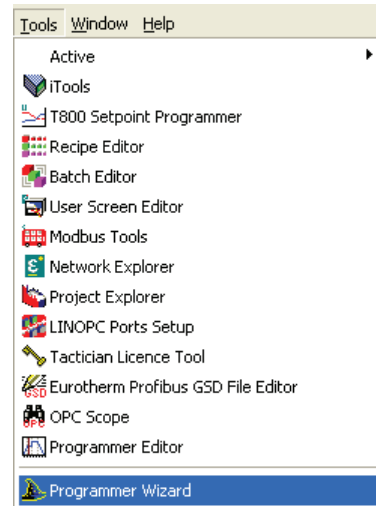 Tools Window Help
Active
iTools
T800 Setpoint Programmer
Recipe Editor
Batch Editor
User Screen Editor
Modbus Tools
Network Explorer
Project Explorer
LINOPC Ports Setup
Tactician Licence Tool
GSD Eurotherm Profibus GSD File Editor
OPC OPC Scope
Programmer Editor
Programmer Wizard